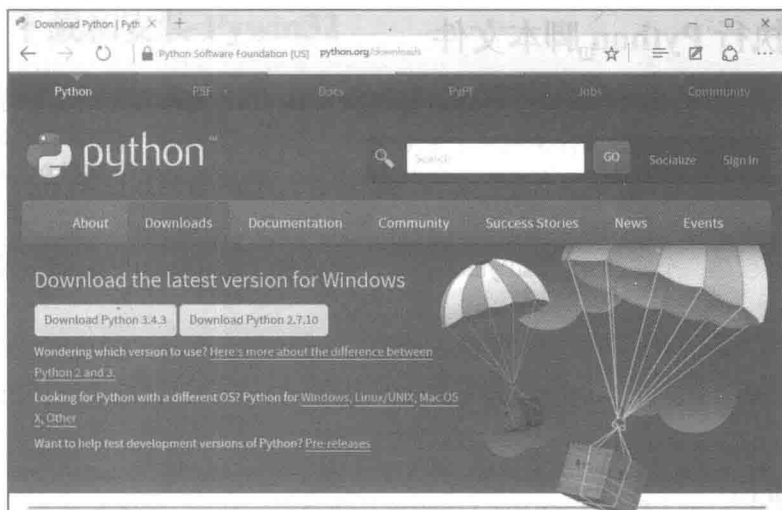 Download Python | Pyth
Python Software Foundation [US] python.org/downloads
Python PSF Docs PyPI Jobs Community
python™
Search GO Socialize Sign In
About Downloads Documentation Community Success Stories News Events
Download the latest version for Windows
Download Python 3.4.3 Download Python 2.7.10
Wondering which version to use? Here's more about the difference between
Python 2 and 3.
Looking for Python with a different OS? Python for Windows, Linux/UNIX, Mac OS
X, Other
Want to help test development versions of Python? Pre-releases